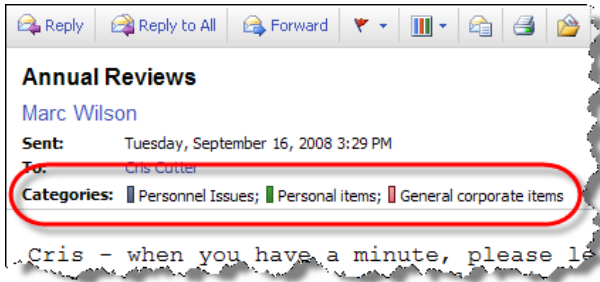 Reply Reply to All Forward
Annual Reviews
Marc Wilson
Sent: Tuesday, September 16, 2008 3:29 PM
To: Cris Cutter
Categories: Personnel Issues; Personal items; General corporate items
Cris - when you have a minute, please le